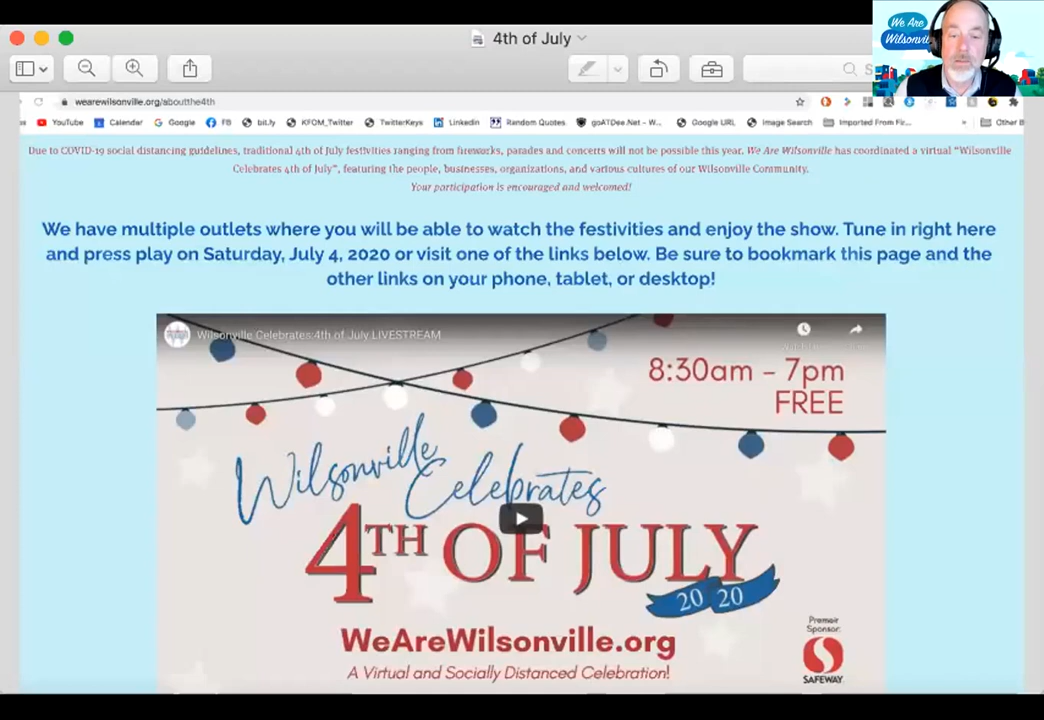 4th of July
We Are
Wilsonvil
wearewilsonville.org/aboutthe4th
YouTube Calendar Google FB bit.ly KFOM_Twitter TwitterKeys LinkedIn Random Quotes goATDee.Net - W... Google URL Image Search Imported From Fir... Other B
Due to COVID-19 social distancing guidelines, traditional 4th of July festivities ranging from fireworks, parades and concerts will not be possible this year. We Are Wilsonville has coordinated a virtual "Wilsonville
Celebrates 4th of July", featuring the people, businesses, organizations, and various cultures of our Wilsonville Community.
Your participation is encouraged and welcomed!
We have multiple outlets where you will be able to watch the festivities and enjoy the show. Tune in right here
and press play on Saturday, July 4, 2020 or visit one of the links below. Be sure to bookmark this page and the
other links on your phone, tablet, or desktop!
Wilsonville Celebrates 4th of July LIVESTREAM
8:30am - 7pm
FREE
Wilsonville
Celebrates
4TH OF JULY
2020
WeAreWilsonville.org
A Virtual and Socially Distanced Celebration!
Premair
Sponsor:
SAFEWAY